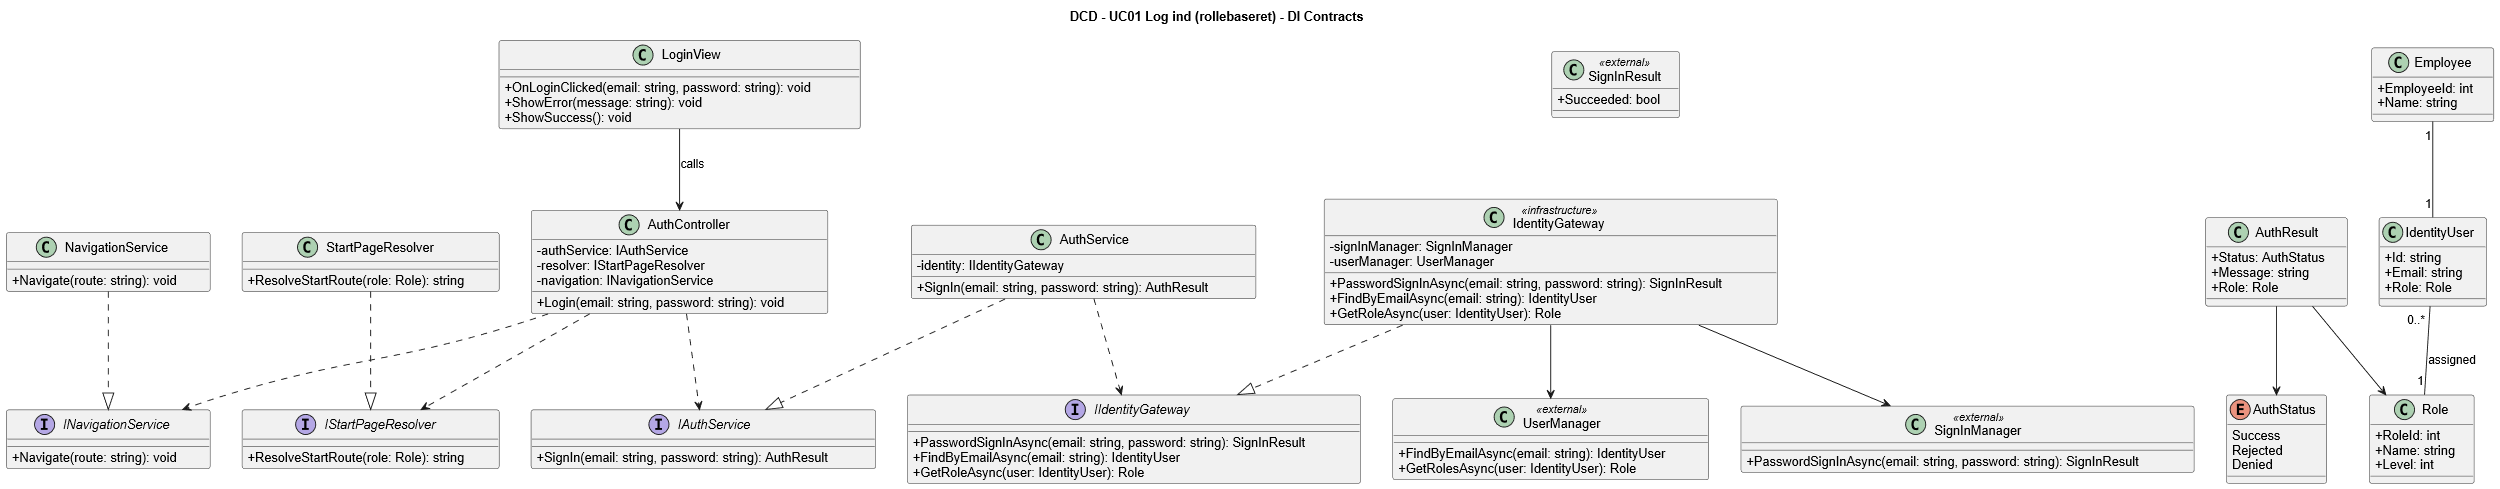 DCD - UC01 Log ind (rollebaseret) - DI Contracts
C LoginView
+OnLoginClicked(email: string, password: string): void
+ShowError(message: string): void
+ShowSuccess(): void
C «external»
SignInResult
+Succeeded: bool
C Employee
+EmployeeId: int
+Name: string
calls
1
1
C NavigationService
+Navigate(route: string): void
C StartPageResolver
+ResolveStartRoute(role: Role): string
C AuthController
-authService: IAuthService
-resolver: IStartPageResolver
-navigation: INavigationService
+Login(email: string, password: string): void
C AuthService
-identity: IIdentityGateway
+SignIn(email: string, password: string): AuthResult
C «infrastructure»
IdentityGateway
-signInManager: SignInManager
-userManager: UserManager
+PasswordSignInAsync(email: string, password: string): SignInResult
+FindByEmailAsync(email: string): IdentityUser
+GetRoleAsync(user: IdentityUser): Role
C AuthResult
+Status: AuthStatus
+Message: string
+Role: Role
C IdentityUser
+Id: string
+Email: string
+Role: Role
0..*
assigned
1
I INavigationService
+Navigate(route: string): void
I IStartPageResolver
+ResolveStartRoute(role: Role): string
I IAuthService
+SignIn(email: string, password: string): AuthResult
I IIdentityGateway
+PasswordSignInAsync(email: string, password: string): SignInResult
+FindByEmailAsync(email: string): IdentityUser
+GetRoleAsync(user: IdentityUser): Role
C «external»
UserManager
+FindByEmailAsync(email: string): IdentityUser
+GetRolesAsync(user: IdentityUser): Role
C «external»
SignInManager
+PasswordSignInAsync(email: string, password: string): SignInResult
E AuthStatus
Success
Rejected
Denied
C Role
+RoleId: int
+Name: string
+Level: int